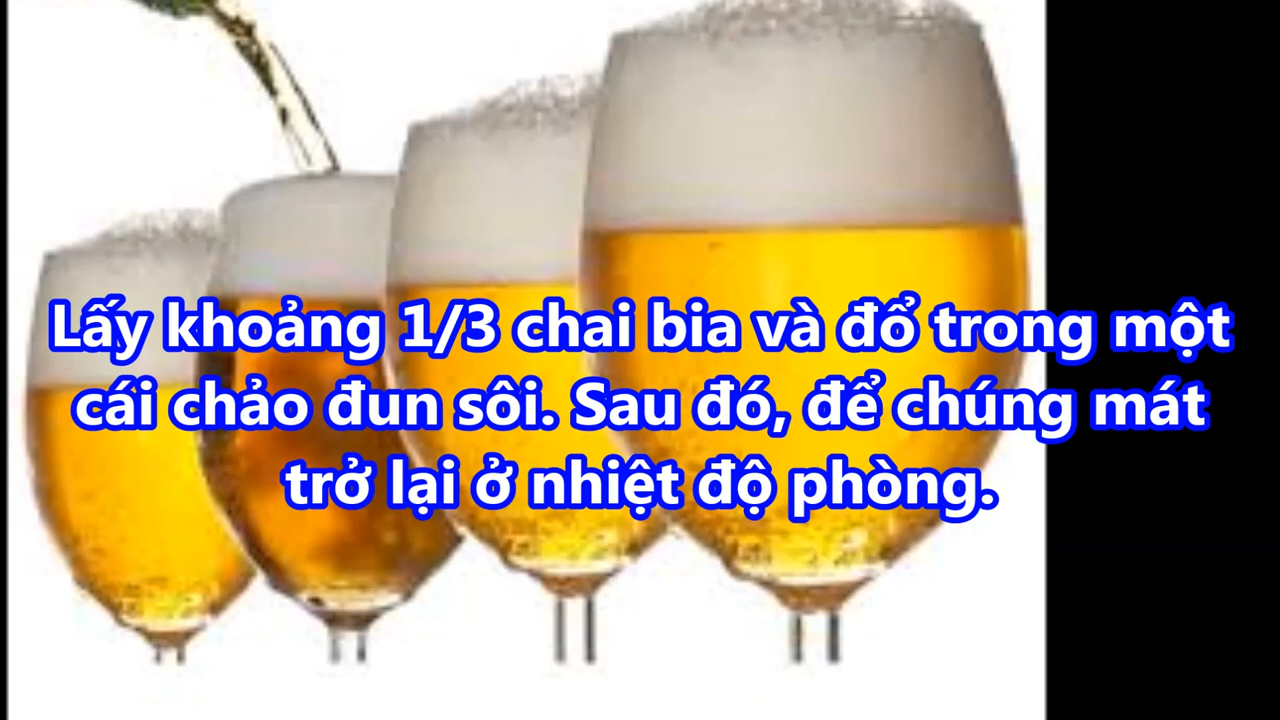 Lấy khoảng 1/3 chai bia và đổ trong một
cái chảo đun sôi. Sau đó, để chúng mát
trở lại ở nhiệt độ phòng.